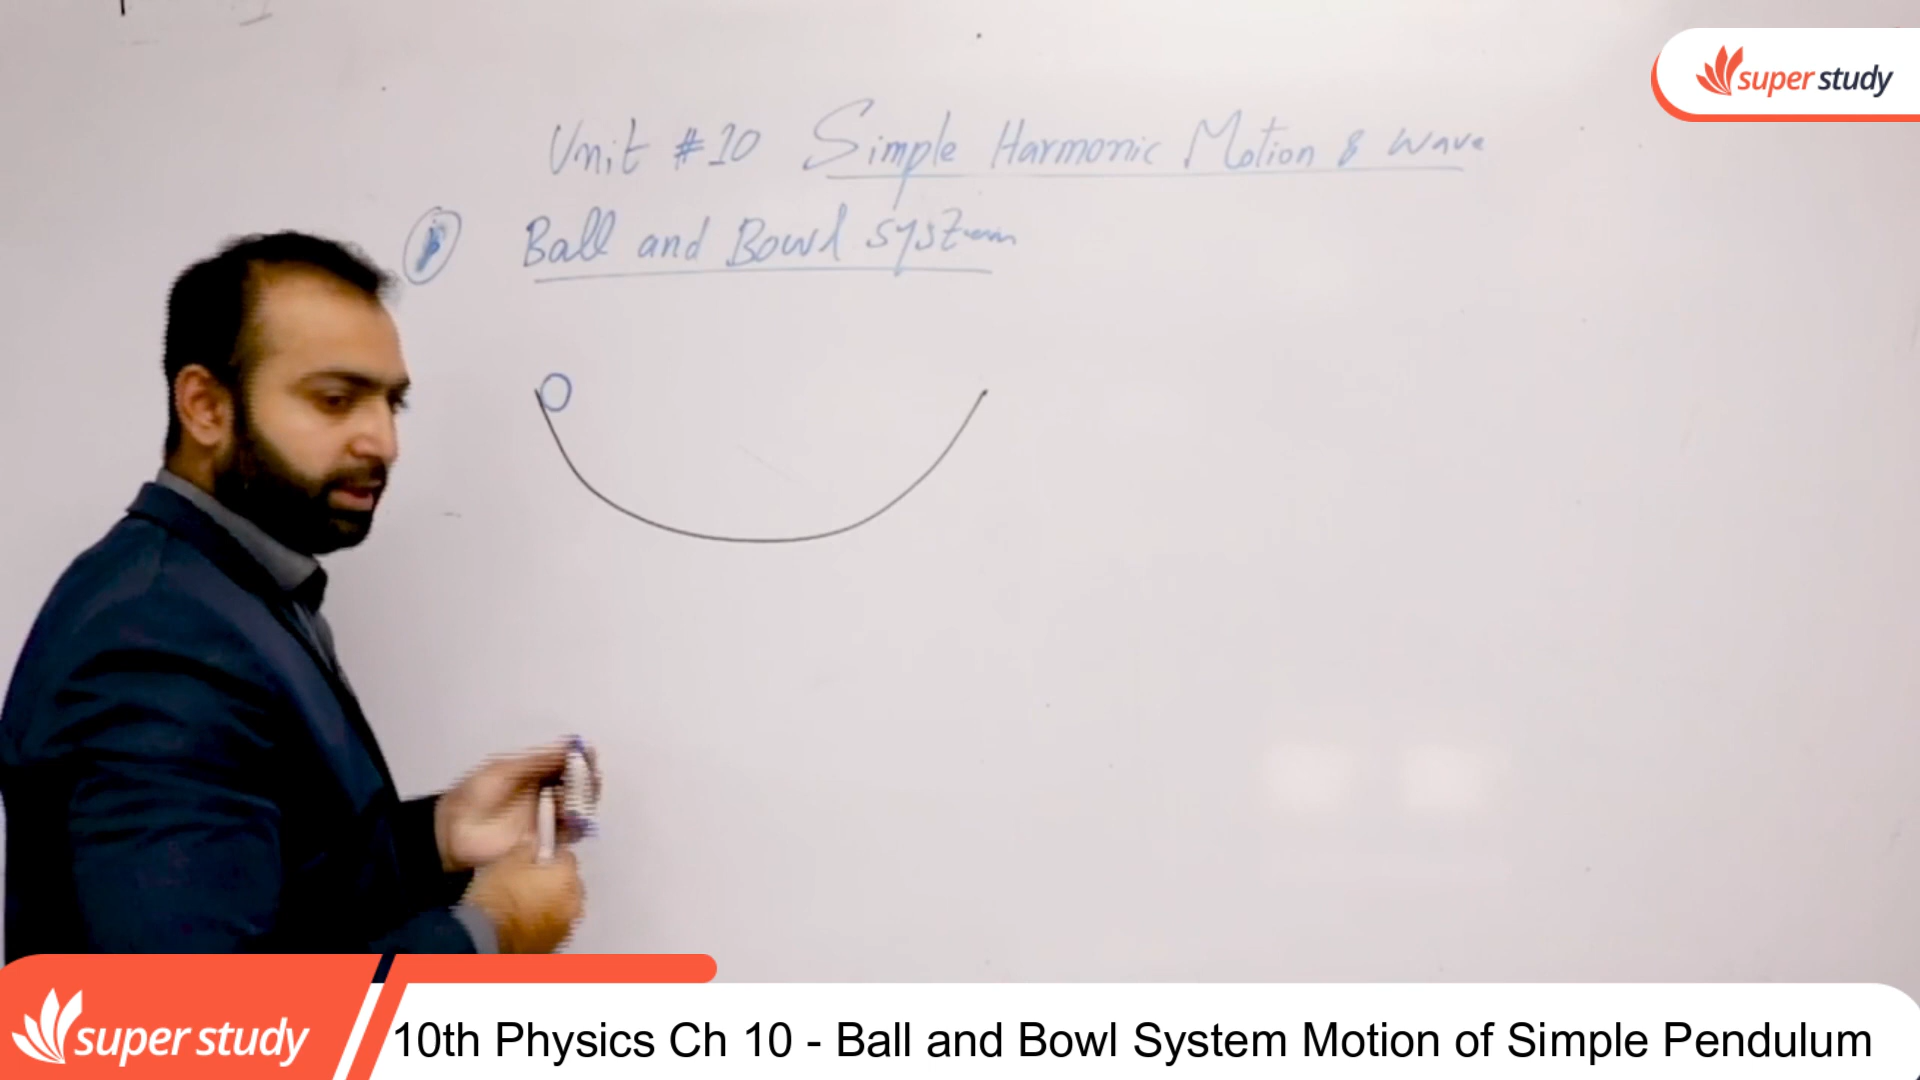 super study
Unit #10 Simple Harmonic Motion & Wave
Ball and Bowl system
super study
10th Physics Ch 10 - Ball and Bowl System Motion of Simple Pendulum